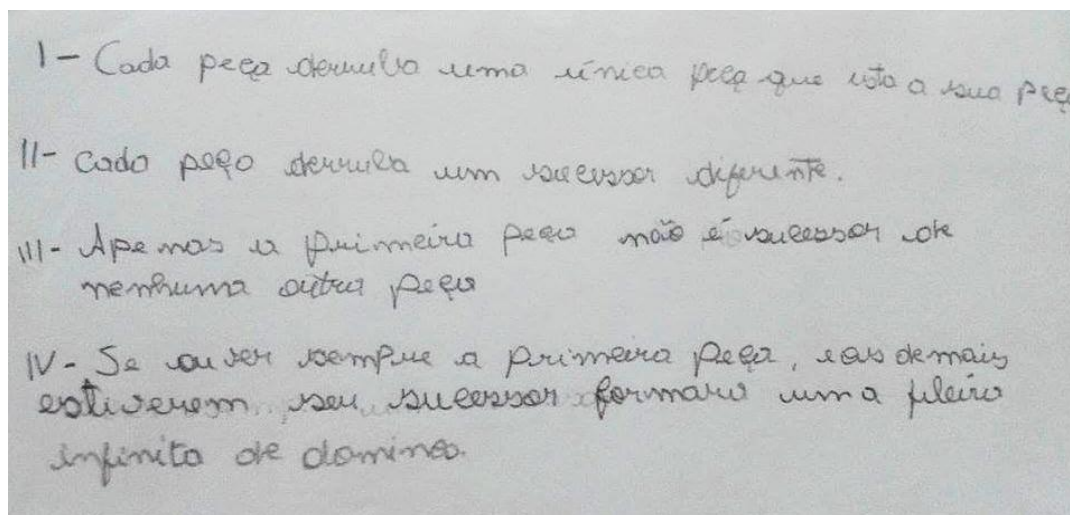 I - Cada peça derruba uma única peça que esta a sua peç
II- Cada peça derruba um sucessor diferente.
III- Apenas a primeira peça não é sucessor de
nenhuma outra peça
IV- Se ouver sempre a primeira peça, e as demais
estiverem seu sucessor formara uma fileira
infinita de dominos.